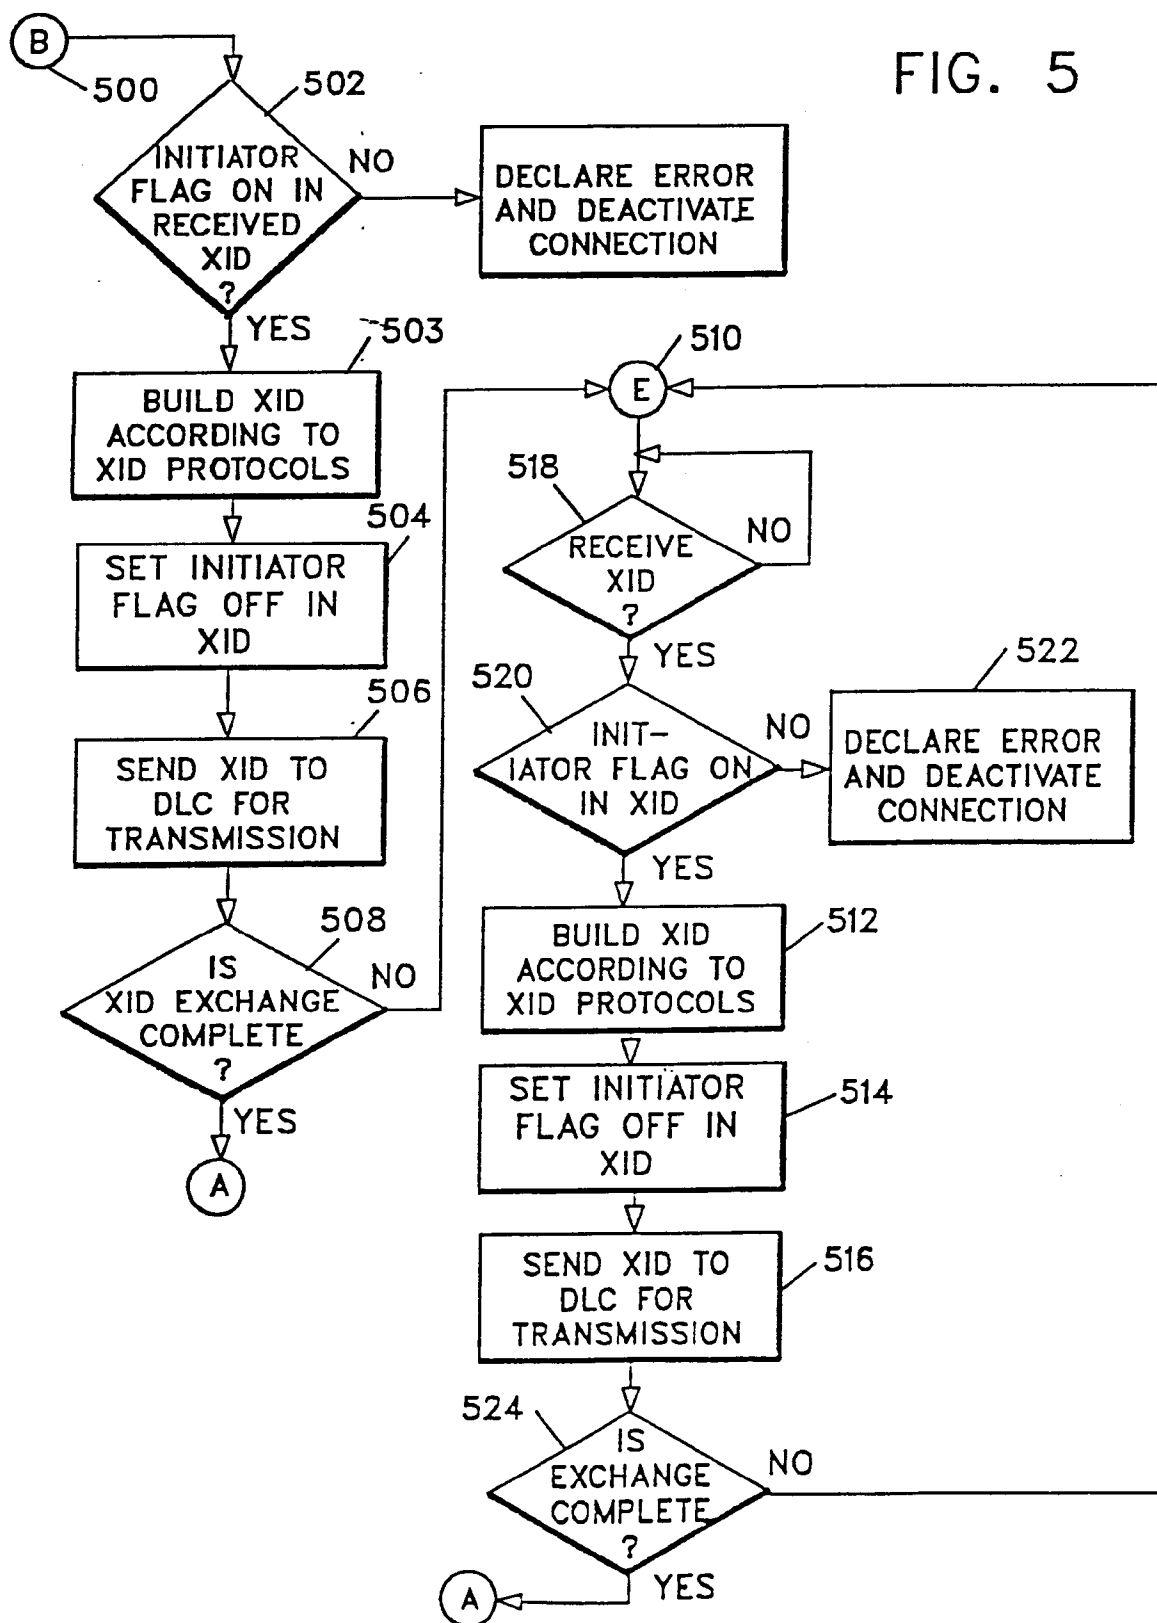 FIG. 5
B
500
502
INITIATOR
FLAG ON IN
RECEIVED
XID
?
NO
DECLARE ERROR
AND DEACTIVATE
CONNECTION
YES
503
BUILD XID
ACCORDING TO
XID PROTOCOLS
504
SET INITIATOR
FLAG OFF IN
XID
506
SEND XID TO
DLC FOR
TRANSMISSION
508
IS
XID EXCHANGE
COMPLETE
?
NO
YES
A
510
E
518
RECEIVE
XID
?
NO
YES
520
INIT-
IATOR FLAG ON
IN XID
NO
522
DECLARE ERROR
AND DEACTIVATE
CONNECTION
YES
512
BUILD XID
ACCORDING TO
XID PROTOCOLS
514
SET INITIATOR
FLAG OFF IN
XID
516
SEND XID TO
DLC FOR
TRANSMISSION
524
IS
EXCHANGE
COMPLETE
?
NO
YES
A